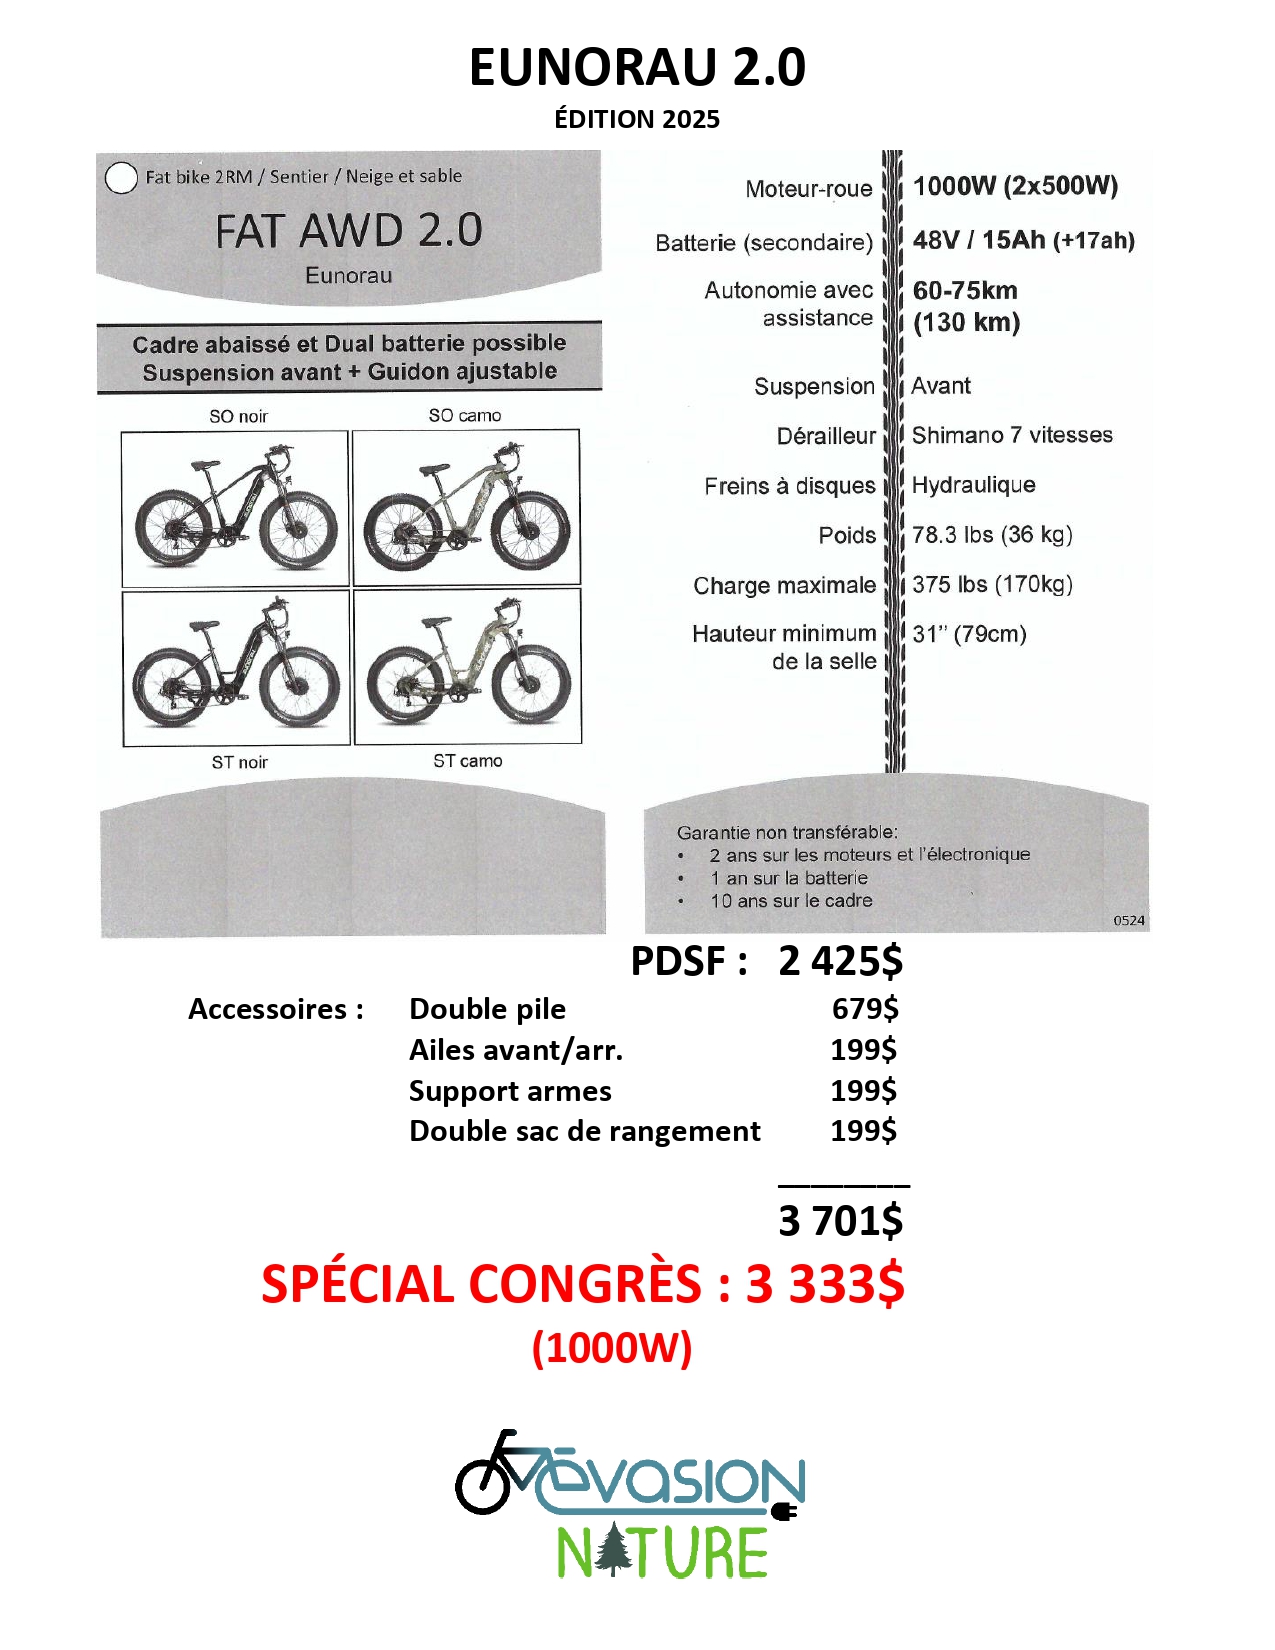 EUNORAU 2.0
ÉDITION 2025
Fat bike 2RM / Sentier / Neige et sable
FAT AWD 2.0
Eunorau
Cadre abaissé et Dual batterie possible
Suspension avant + Guidon ajustable
SO noir
SO camo
ST noir
ST camo
Moteur-roue 1000W (2x500W)
Batterie (secondaire) 48V / 15Ah (+17ah)
Autonomie avec 60-75km
assistance (130 km)
Suspension Avant
Dérailleur Shimano 7 vitesses
Freins à disques Hydraulique
Poids 78.3 lbs (36 kg)
Charge maximale 375 lbs (170kg)
Hauteur minimum 31” (79cm)
de la selle
Garantie non transférable:
• 2 ans sur les moteurs et l'électronique
• 1 an sur la batterie
• 10 ans sur le cadre
0524
PDSF : 2 425$
Accessoires : Double pile 679$
Ailes avant/arr. 199$
Support armes 199$
Double sac de rangement 199$
3 701$
SPÉCIAL CONGRÈS : 3 333$
(1000W)
évasion
NATURE